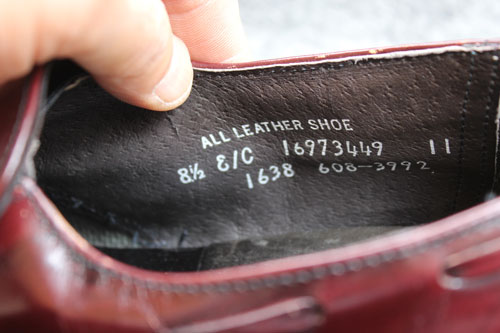 ALL LEATHER SHOE
8½ E/C 16973449 11
1638 608-3992